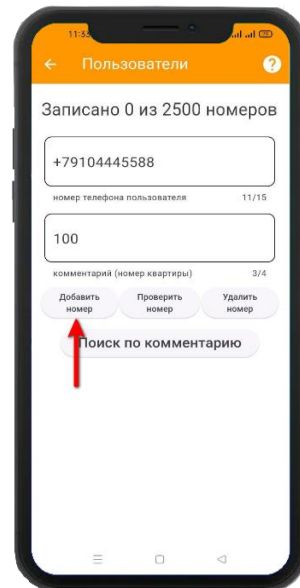 Пользователи
?
Записано 0 из 2500 номеров
+79104445588
номер телефона пользователя 11/15
100
комментарий (номер квартиры) 3/4
Добавить номер
Проверить номер
Удалить номер
Поиск по комментарию